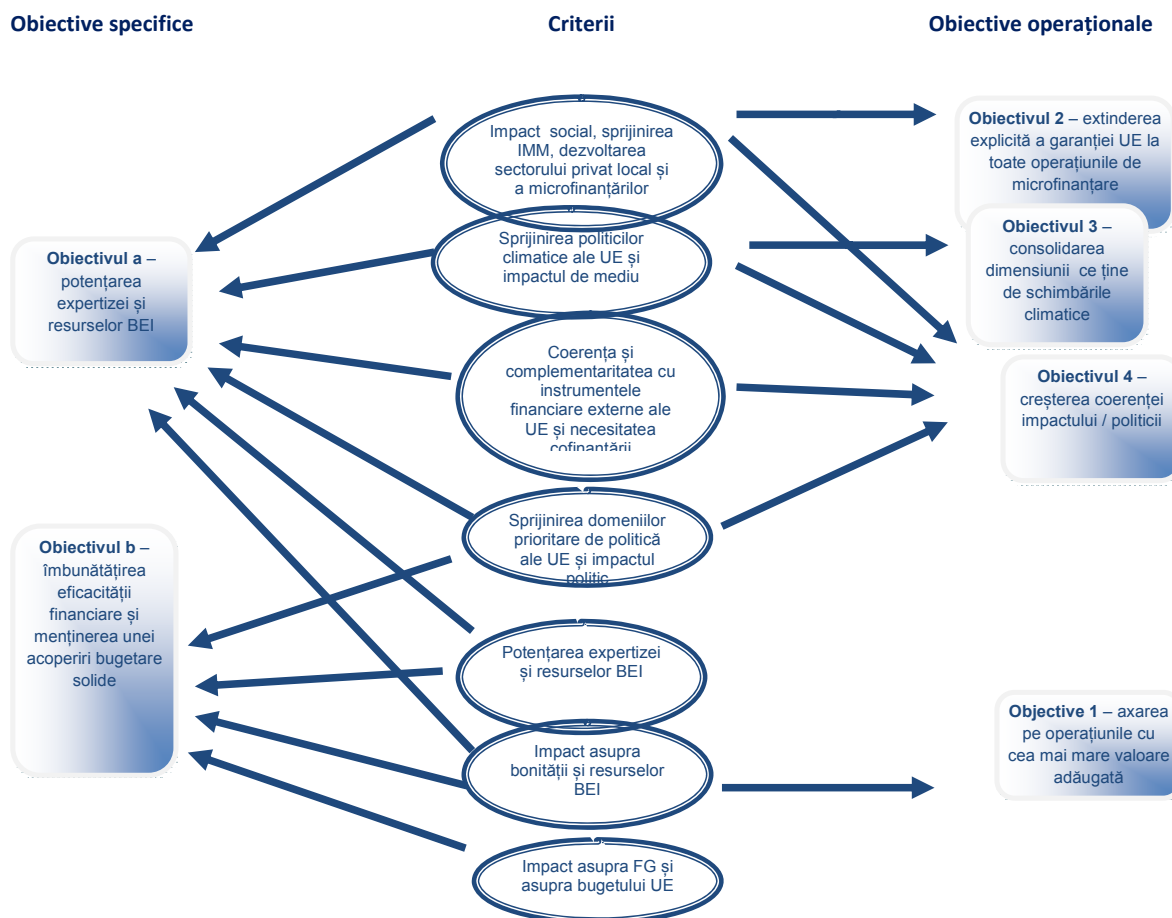 Obiective specifice
Criterii
Obiective operaționale
Impact social, sprijinirea
IMM, dezvoltarea
sectorului privat local și
a microfinanțărilor
Sprijinirea politicilor
climatice ale UE și
impactul de mediu
Coerența și
complementaritatea cu
instrumentele
financiare externe ale
UE și necesitatea
cofinanțării
Sprijinirea domeniilor
prioritare de politică
ale UE și impactul
politic
Potențarea expertizei
și resurselor BEI
Impact asupra
bonității și resurselor
BEI
Impact asupra FG și
asupra bugetului UE
Obiectivul a –
potențarea
expertizei și
resurselor BEI
Obiectivul b –
îmbunătățirea
eficacității
financiare și
menținerea unei
acoperiri bugetare
solide
Obiectivul 2 – extinderea
explicită a garanției UE la
toate operațiunile de
microfinanțare
Obiectivul 3 –
consolidarea
dimensiunii ce ține
de schimbările
climatice
Obiectivul 4 –
creșterea coerenței
impactului / politicii
Objective 1 – axarea
pe operațiunile cu
cea mai mare valoare
adăugată